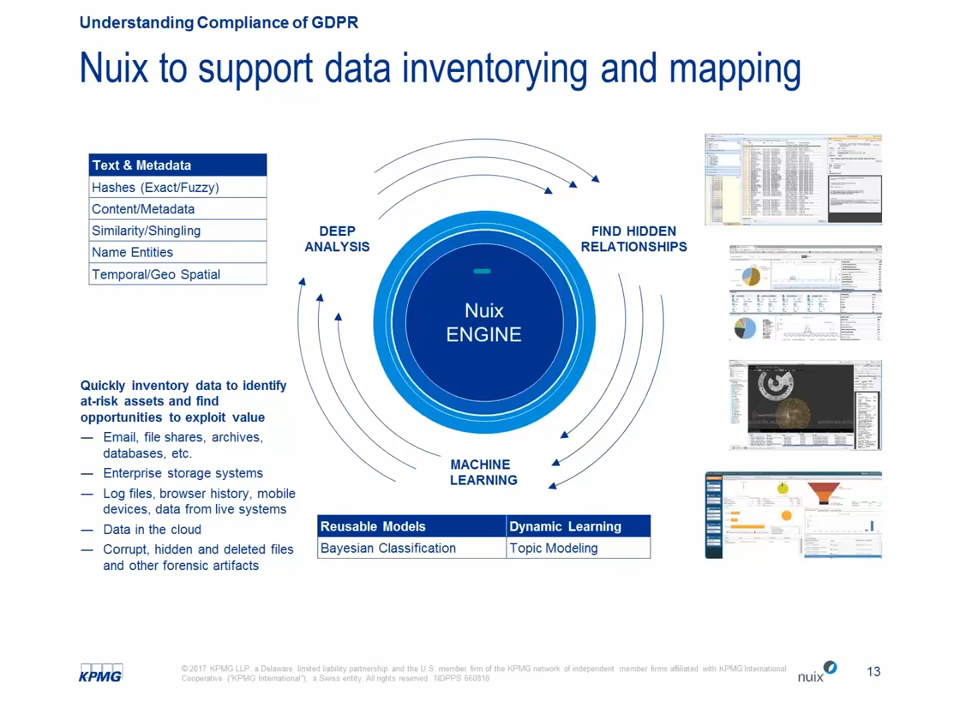 Understanding Compliance of GDPR
Nuix to support data inventorying and mapping
Text & Metadata
Hashes (Exact/Fuzzy)
Content/Metadata
Similarity/Shingling
Name Entities
Temporal/Geo Spatial
DEEP
ANALYSIS
FIND HIDDEN
RELATIONSHIPS
Nuix
ENGINE
Quickly inventory data to identify
at-risk assets and find
opportunities to exploit value
— Email, file shares, archives,
databases, etc.
— Enterprise storage systems
— Log files, browser history, mobile
devices, data from live systems
— Data in the cloud
— Corrupt, hidden and deleted files
and other forensic artifacts
MACHINE
LEARNING
Reusable Models Dynamic Learning
Bayesian Classification Topic Modeling
KPMG
© 2017 KPMG LLP, a Delaware limited liability partnership and the U.S. member firm of the KPMG network of independent member firms affiliated with KPMG International
Cooperative ("KPMG International"), a Swiss entity. All rights reserved. NDPPS 660810
nuix
13